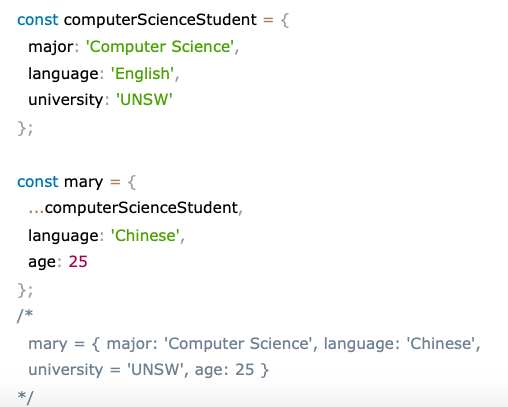 const computerScienceStudent = {
  major: 'Computer Science',
  language: 'English',
  university: 'UNSW'
};

const mary = {
  ...computerScienceStudent,
  language: 'Chinese',
  age: 25
};
/*
  mary = { major: 'Computer Science', language: 'Chinese',
  university = 'UNSW', age: 25 }
*/